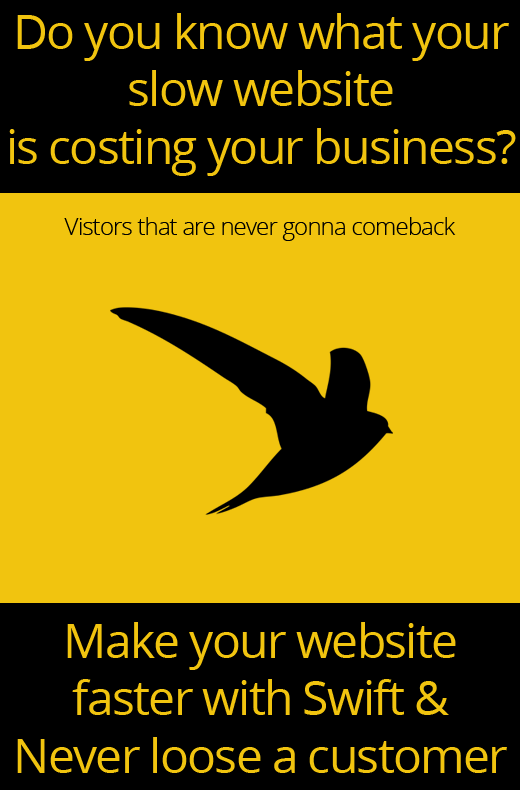 Do you know what your
slow website
is costing your business?
Vistors that are never gonna comeback
Make your website
faster with Swift &
Never loose a customer